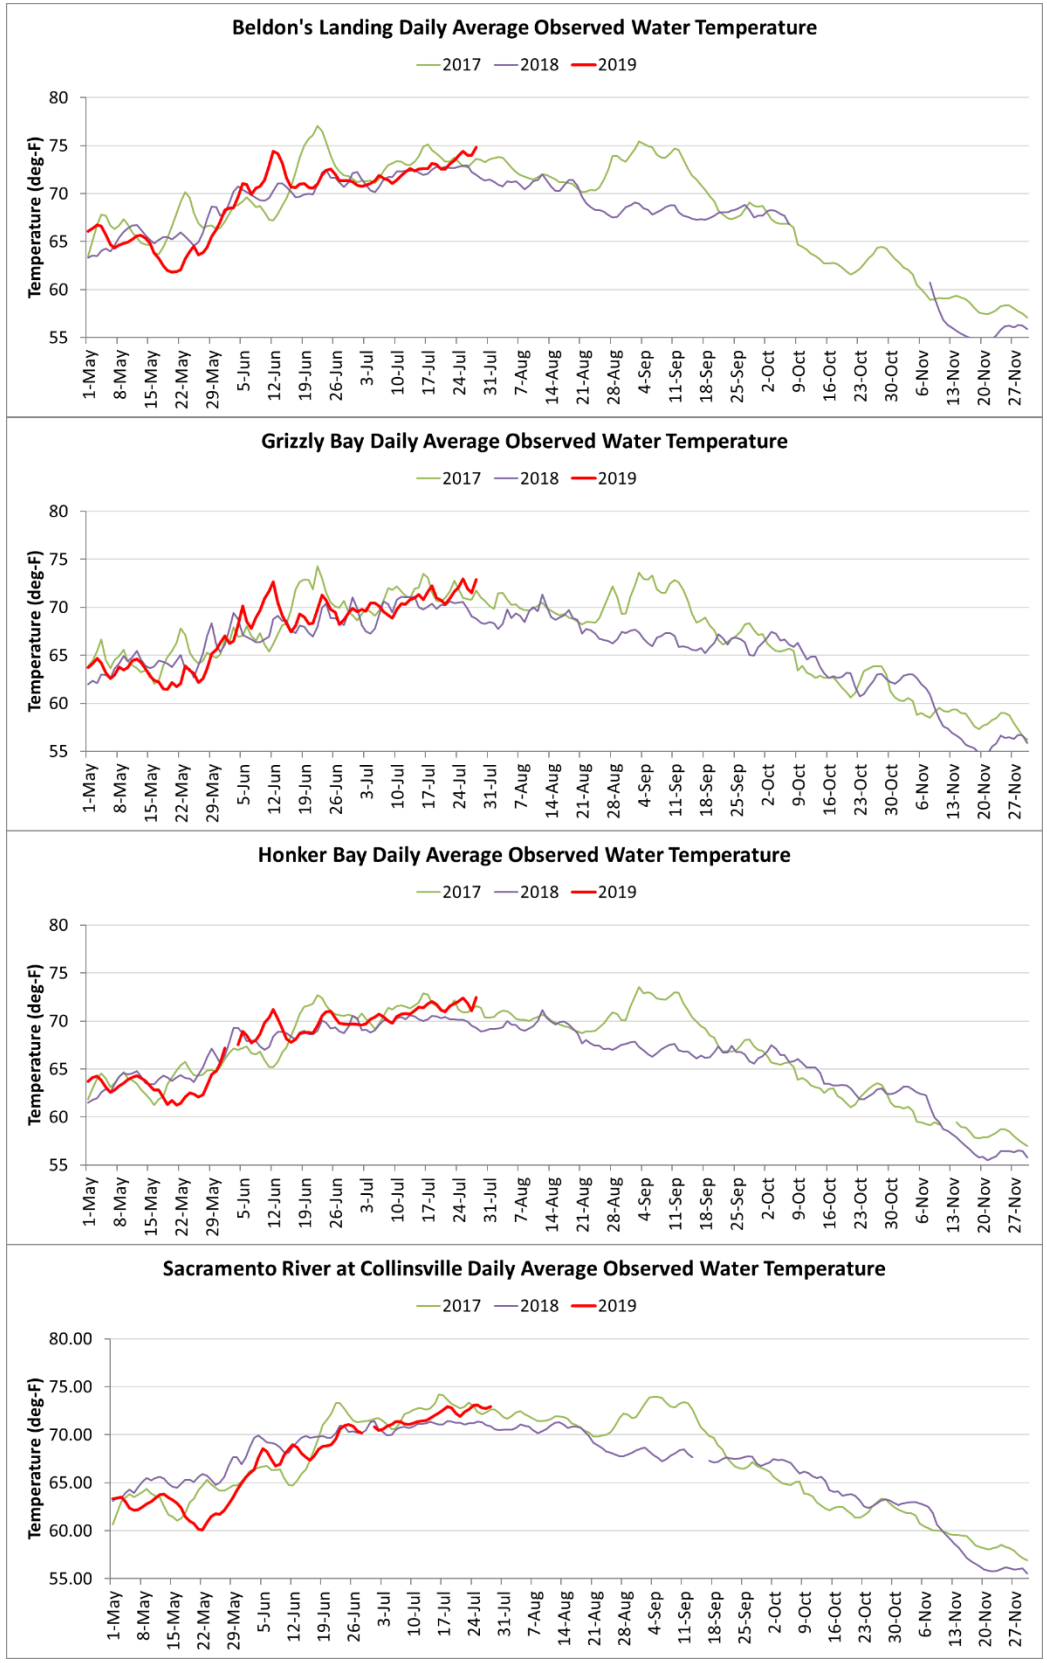 Beldon's Landing Daily Average Observed Water Temperature
2017 2018 2019
Temperature (deg-F)
80
75
70
65
60
55
1-May 8-May 15-May 22-May 29-May 5-Jun 12-Jun 19-Jun 26-Jun 3-Jul 10-Jul 17-Jul 24-Jul 31-Jul 7-Aug 14-Aug 21-Aug 28-Aug 4-Sep 11-Sep 18-Sep 25-Sep 2-Oct 9-Oct 16-Oct 23-Oct 30-Oct 6-Nov 13-Nov 20-Nov 27-Nov
Grizzly Bay Daily Average Observed Water Temperature
2017 2018 2019
Temperature (deg-F)
80
75
70
65
60
55
1-May 8-May 15-May 22-May 29-May 5-Jun 12-Jun 19-Jun 26-Jun 3-Jul 10-Jul 17-Jul 24-Jul 31-Jul 7-Aug 14-Aug 21-Aug 28-Aug 4-Sep 11-Sep 18-Sep 25-Sep 2-Oct 9-Oct 16-Oct 23-Oct 30-Oct 6-Nov 13-Nov 20-Nov 27-Nov
Honker Bay Daily Average Observed Water Temperature
2017 2018 2019
Temperature (deg-F)
80
75
70
65
60
55
1-May 8-May 15-May 22-May 29-May 5-Jun 12-Jun 19-Jun 26-Jun 3-Jul 10-Jul 17-Jul 24-Jul 31-Jul 7-Aug 14-Aug 21-Aug 28-Aug 4-Sep 11-Sep 18-Sep 25-Sep 2-Oct 9-Oct 16-Oct 23-Oct 30-Oct 6-Nov 13-Nov 20-Nov 27-Nov
Sacramento River at Collinsville Daily Average Observed Water Temperature
2017 2018 2019
Temperature (deg-F)
80.00
75.00
70.00
65.00
60.00
55.00
1-May 8-May 15-May 22-May 29-May 5-Jun 12-Jun 19-Jun 26-Jun 3-Jul 10-Jul 17-Jul 24-Jul 31-Jul 7-Aug 14-Aug 21-Aug 28-Aug 4-Sep 11-Sep 18-Sep 25-Sep 2-Oct 9-Oct 16-Oct 23-Oct 30-Oct 6-Nov 13-Nov 20-Nov 27-Nov